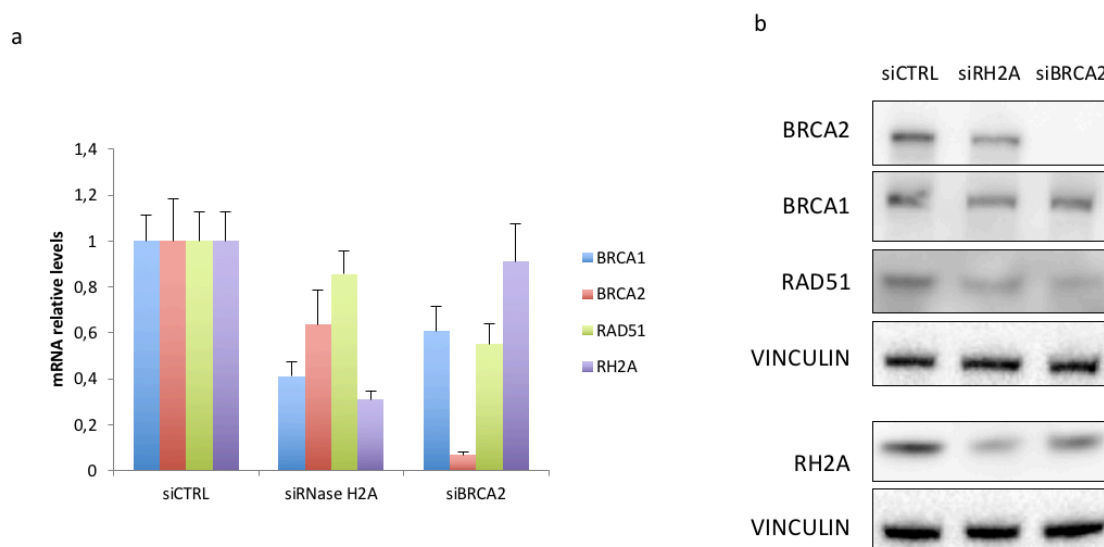 a
1,4
1,2
1
0,8
0,6
0,4
0,2
0
mRNA relative levels
siCTRL siRNase H2A siBRCA2
BRCA1
BRCA2
RAD51
RH2A
b
siCTRL siRH2A siBRCA2
BRCA2
BRCA1
RAD51
VINCULIN
RH2A
VINCULIN